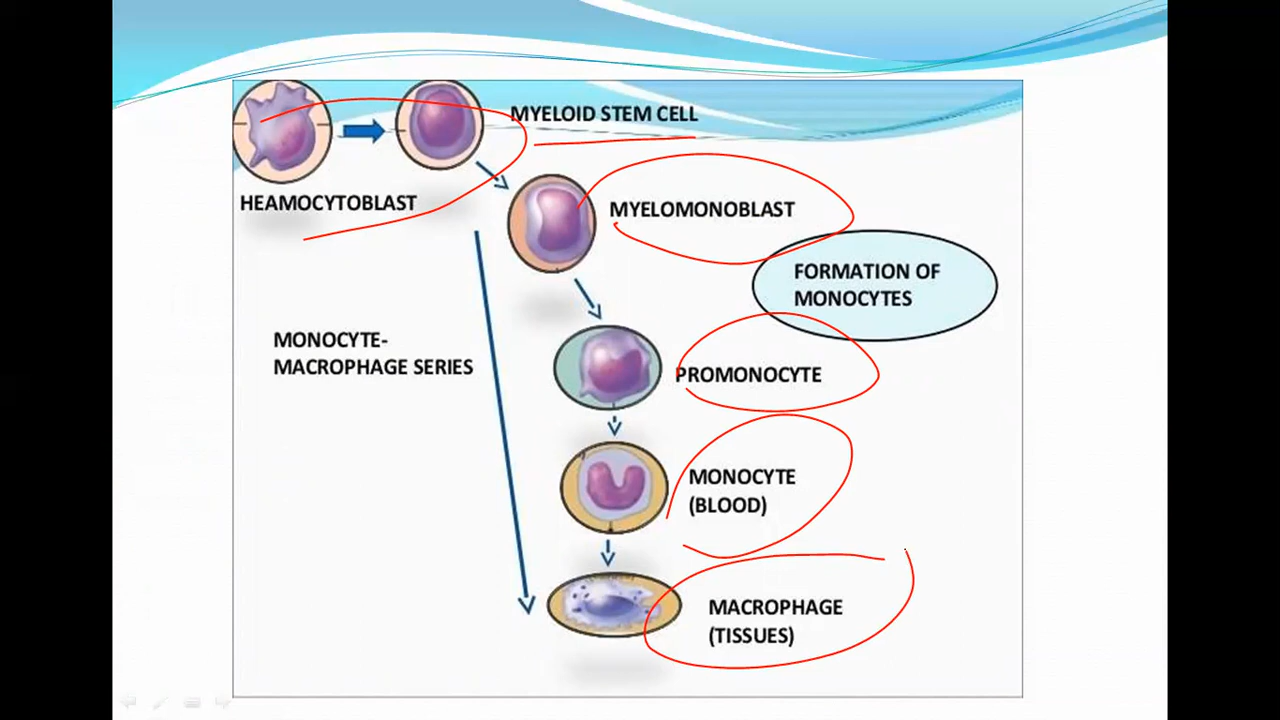 MYELOID STEM CELL
HEAMOCYTOBLAST
MYELOMONOBLAST
FORMATION OF
MONOCYTES
MONOCYTE-
MACROPHAGE SERIES
PROMONOCYTE
MONOCYTE
(BLOOD)
MACROPHAGE
(TISSUES)